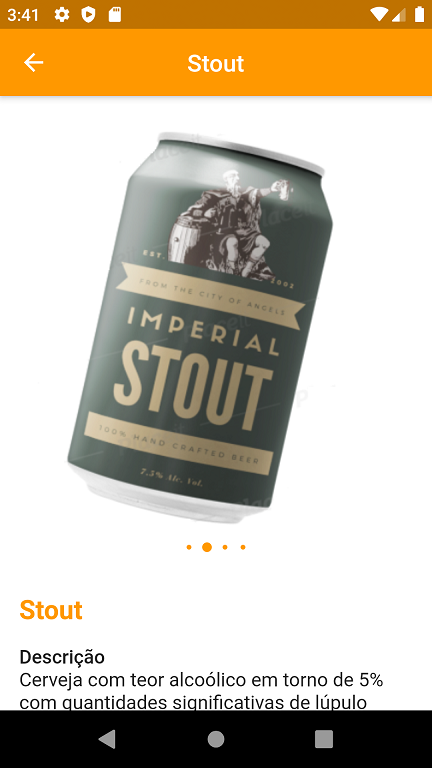 3:41
Stout
EST. 2002
FROM THE CITY OF ANGELS
IMPERIAL
STOUT
100% HAND CRAFTED BEER
7.5% Alc. Vol.
Stout
Descrição
Cerveja com teor alcoólico em torno de 5%
com quantidades significativas de lúpulo